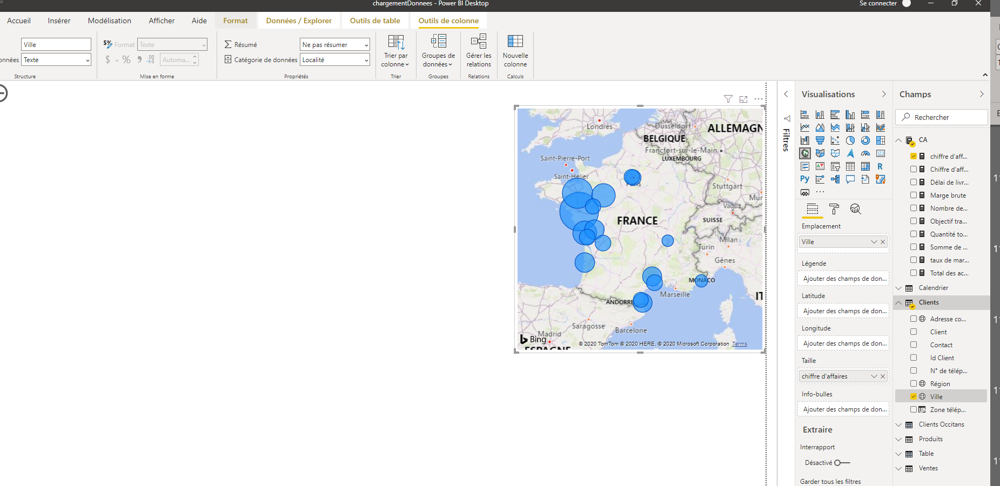 chargementDonnees - Power BI Desktop
Se connecter
Accueil
Insérer
Modélisation
Afficher
Aide
Format
Données / Explorer
Outils de table
Outils de colonne
Ville
onnées
Texte
Structure
Format
Texte
$ % 
Automa...
Mise en forme
Résumé
Ne pas résumer
Catégorie de données
Localité
Propriétés
Trier par
colonne
Trier
Groupes de
données
Groupes
Gérer les
relations
Relations
Nouvelle
colonne
Calculs
Londres
Düsseldorf
ALLEMAGN
BELGIQUE
Francfort-sur-le-Main
LUXEMBOURG
Saint-Pierre-Port
Saint-Hélier
Paris
Stuttgart
Mun
Vaduz
FRANCE
SUISSE
Milan
Turin
Gênes
MONACO
Marseille
IT
ANDORRE
Saragosse
Barcelone
Madrid
ESPAGNE
Bing
© 2020 TomTom © 2020 HERE, © 2020 Microsoft Corporation Terms
Filtres
Visualisations
123
R
Py
...
Emplacement
Ville
Légende
Ajouter des champs de don...
Latitude
Ajouter des champs de don...
Longitude
Ajouter des champs de don...
Taille
chiffre d'affaires
Info-bulles
Ajouter des champs de don...
Extraire
Interrapport
Désactivé
Garder tous les filtres
Champs
Rechercher
CA
chiffre d'aff...
Chiffre d'aff...
Délai de livr...
Marge brute
Nombre de...
Objectif tra...
Quantité to...
Somme de ...
taux de mar...
Total des ac...
Calendrier
Clients
Adresse co...
Client
Contact
Id Client
N° de télép...
Région
Ville
Zone télép...
Clients Occitans
Produits
Table
Ventes